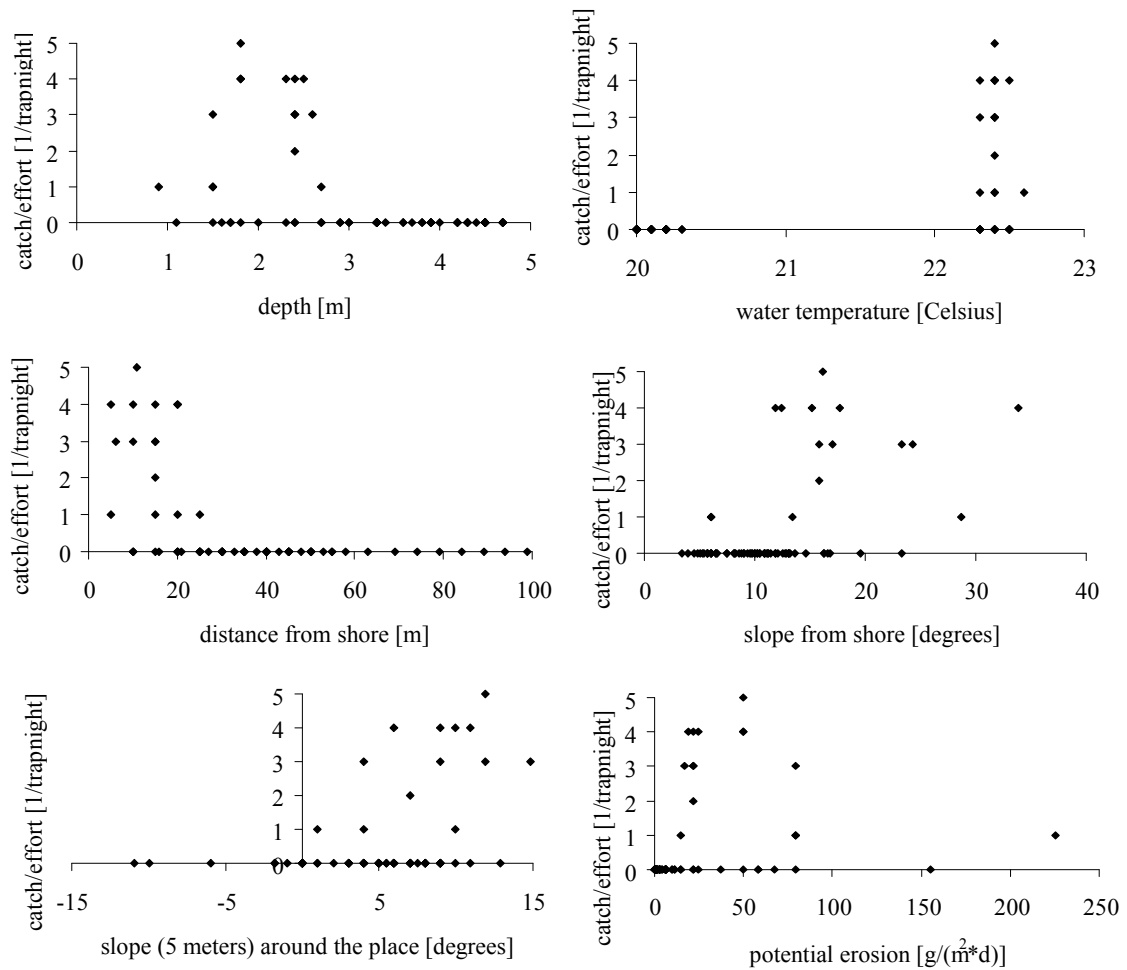 catch/effort [1/trapnight]
5
4
3
2
1
0
0 1 2 3 4 5
depth [m]
catch/effort [1/trapnight]
5
4
3
2
1
0
20 21 22 23
water temperature [Celsius]
catch/effort [1/trapnight]
5
4
3
2
1
0
0 20 40 60 80 100
distance from shore [m]
catch/effort [1/trapnight]
5
4
3
2
1
0
0 10 20 30 40
slope from shore [degrees]
catch/effort [1/trapnight]
5
4
3
2
1
0
-15 -5 5 15
slope (5 meters) around the place [degrees]
catch/effort [1/trapnight]
5
4
3
2
1
0
0 50 100 150 200 250
potential erosion [g/(m²*d)]